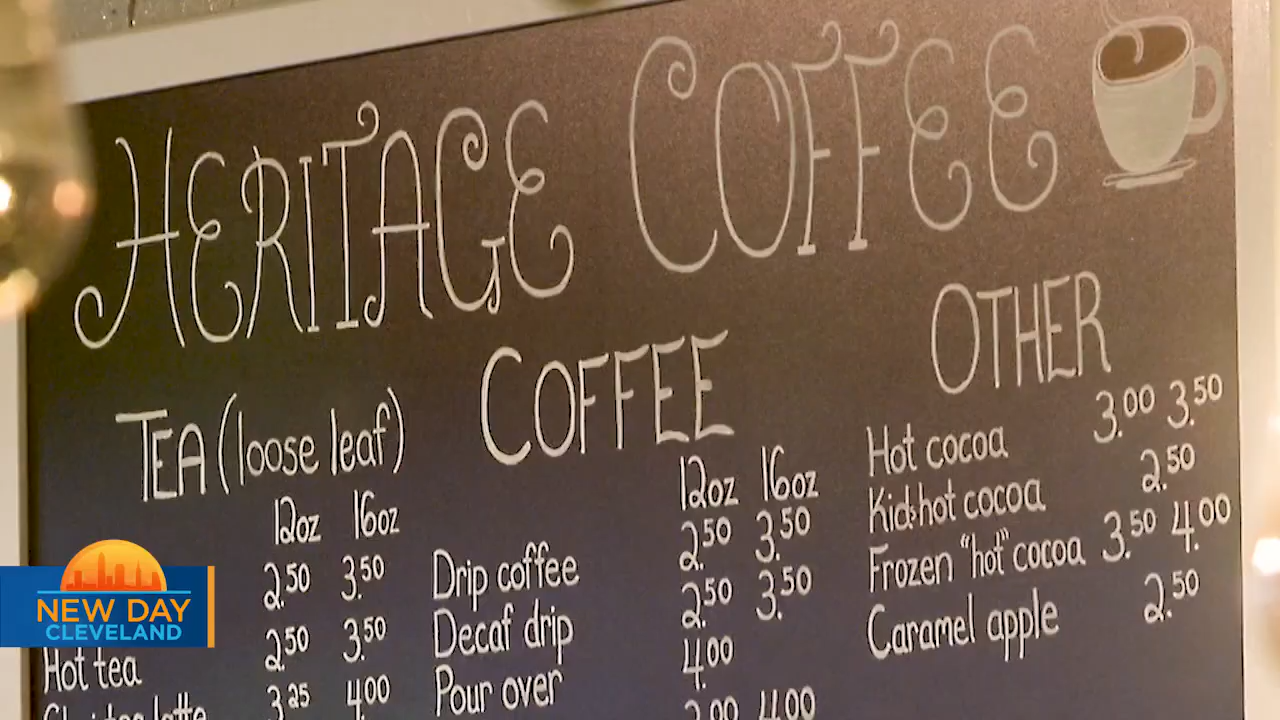 HERITAGE COFFEE
TEA (loose leaf)
12oz 16oz
2.50 3.50
2.50 3.50
Hot tea
3.25 4.00
COFFEE
12oz 16oz
Drip coffee 2.50 3.50
Decaf drip 2.50 3.50
Pour over 4.00
4.00
OTHER
Hot cocoa 3.00 3.50
Kid hot cocoa 2.50
Frozen "hot" cocoa 3.50 4.00
Caramel apple 2.50
NEW DAY
CLEVELAND